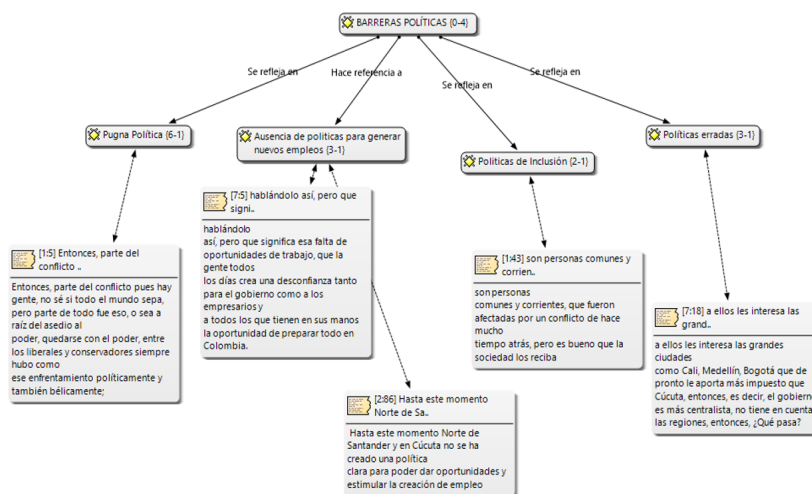 BARRERAS POLÍTICAS {0-4}
Se refleja en
Hace referencia a
Se refleja en
Se refleja en
Pugna Política {6-1}
Ausencia de politicas para generar
nuevos empleos {3-1}
Politicas de Inclusión {2-1}
Políticas erradas {3-1}
[1:5] Entonces, parte del
conflicto ..
Entonces, parte del conflicto pues hay
gente, no sé si todo el mundo sepa,
pero parte de todo fue eso, o sea a
raíz del asedio al
poder, quedarse con el poder, entre
los liberales y conservadores siempre
hubo como
ese enfrentamiento políticamente y
también bélicamente;
[7:5] hablándolo así, pero que
signi..
hablándolo
así, pero que significa esa falta de
oportunidades de trabajo, que la
gente todos
los días crea una desconfianza tanto
para el gobierno como a los
empresarios y
a todos los que tienen en sus manos
la oportunidad de preparar todo en
Colombia.
[2:86] Hasta este momento
Norte de Sa..
Hasta este momento Norte de
Santander y en Cúcuta no se ha
creado una política
clara para poder dar oportunidades y
estimular la creación de empleo
[1:43] son personas comunes y
corrien..
son personas
comunes y corrientes, que fueron
afectadas por un conflicto de hace
mucho
tiempo atrás, pero es bueno que la
sociedad los reciba
[7:18] a ellos les interesa las
grand..
a ellos les interesa las grandes
ciudades
como Cali, Medellín, Bogotá que de
pronto le aporta más impuesto que
Cúcuta, entonces, es decir, el gobierno
es más centralista, no tiene en cuenta
las regiones, entonces, ¿Qué pasa?